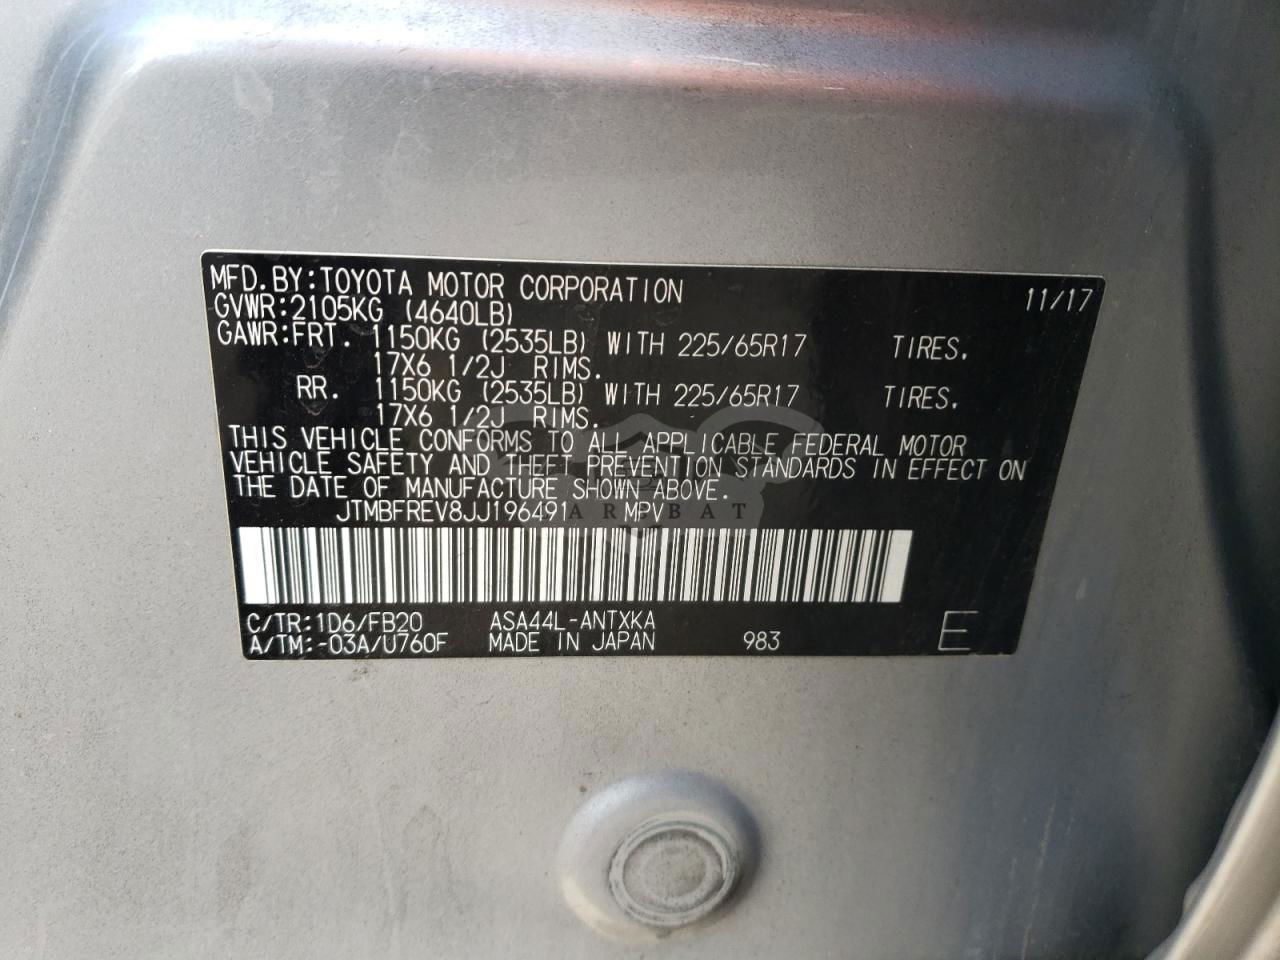 MFD.BY:TOYOTA MOTOR CORPORATION 11/17
GVWR:2105KG (4640LB)
GAWR:FRT. 1150KG (2535LB) WITH 225/65R17 TIRES.
17X6 1/2J RIMS.
RR. 1150KG (2535LB) WITH 225/65R17 TIRES.
17X6 1/2J RIMS.
THIS VEHICLE CONFORMS TO ALL APPLICABLE FEDERAL MOTOR
VEHICLE SAFETY AND THEFT PREVENTION STANDARDS IN EFFECT ON
THE DATE OF MANUFACTURE SHOWN ABOVE.
JTMBFREV8JJ196491 MPV
ARABAT
C/TR:1D6/FB20 ASA44L-ANTXKA
A/TM:-03A/U760F MADE IN JAPAN 983 E